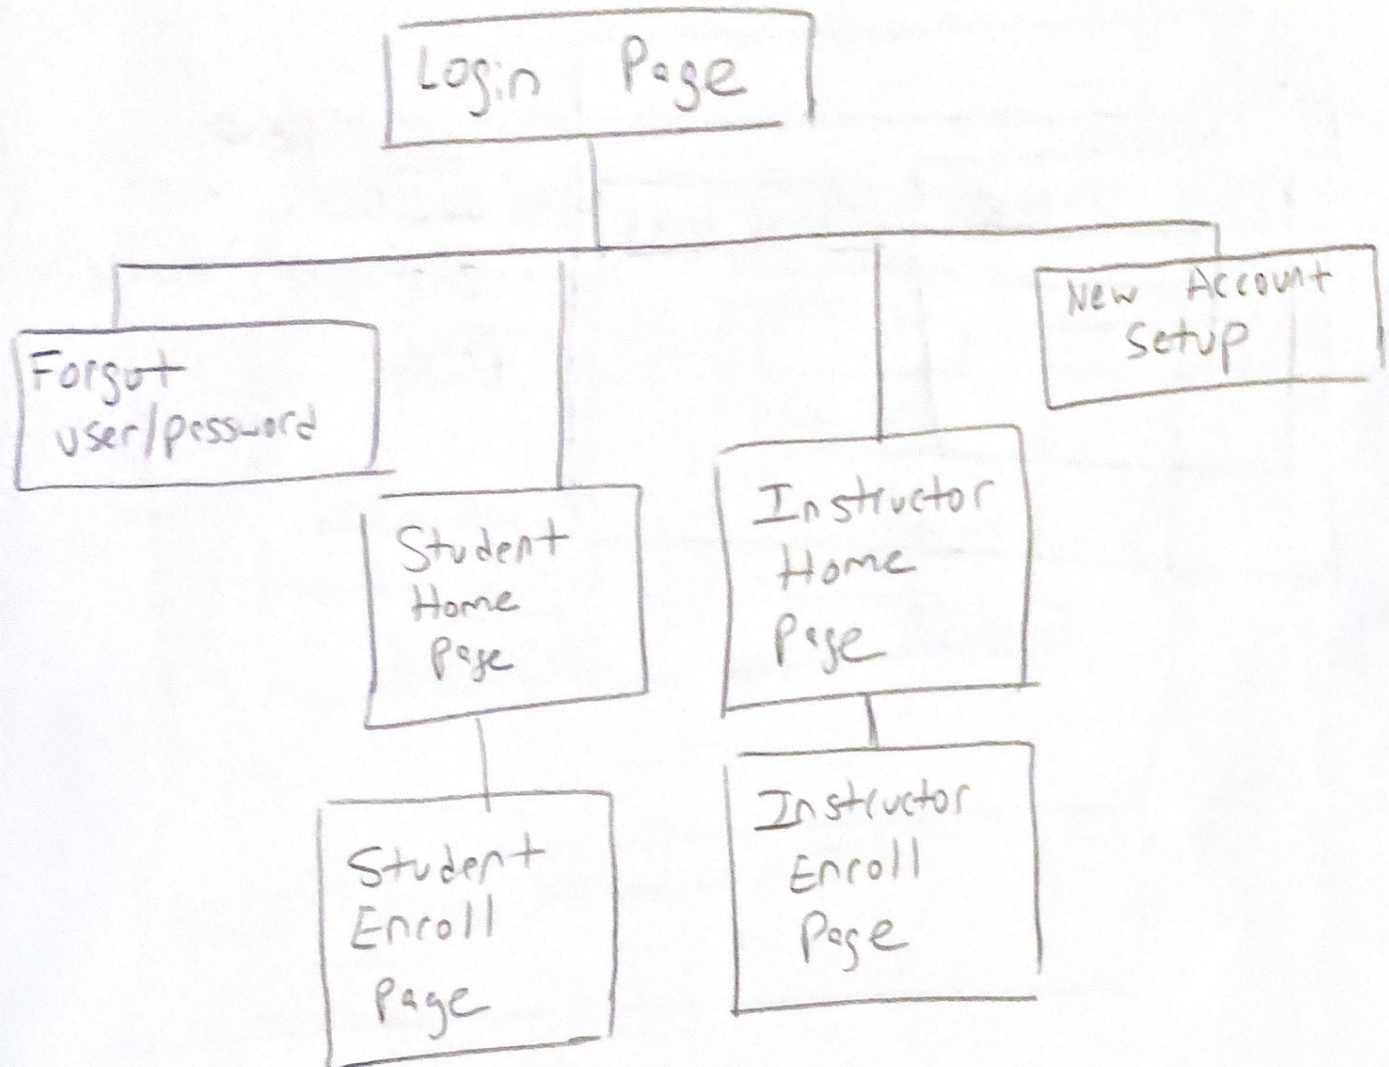 Login Page
New Account
Setup
Forgot
user/password
Student
Home
Page
Instructor
Home
Page
Student
Enroll
Page
Instructor
Enroll
Page